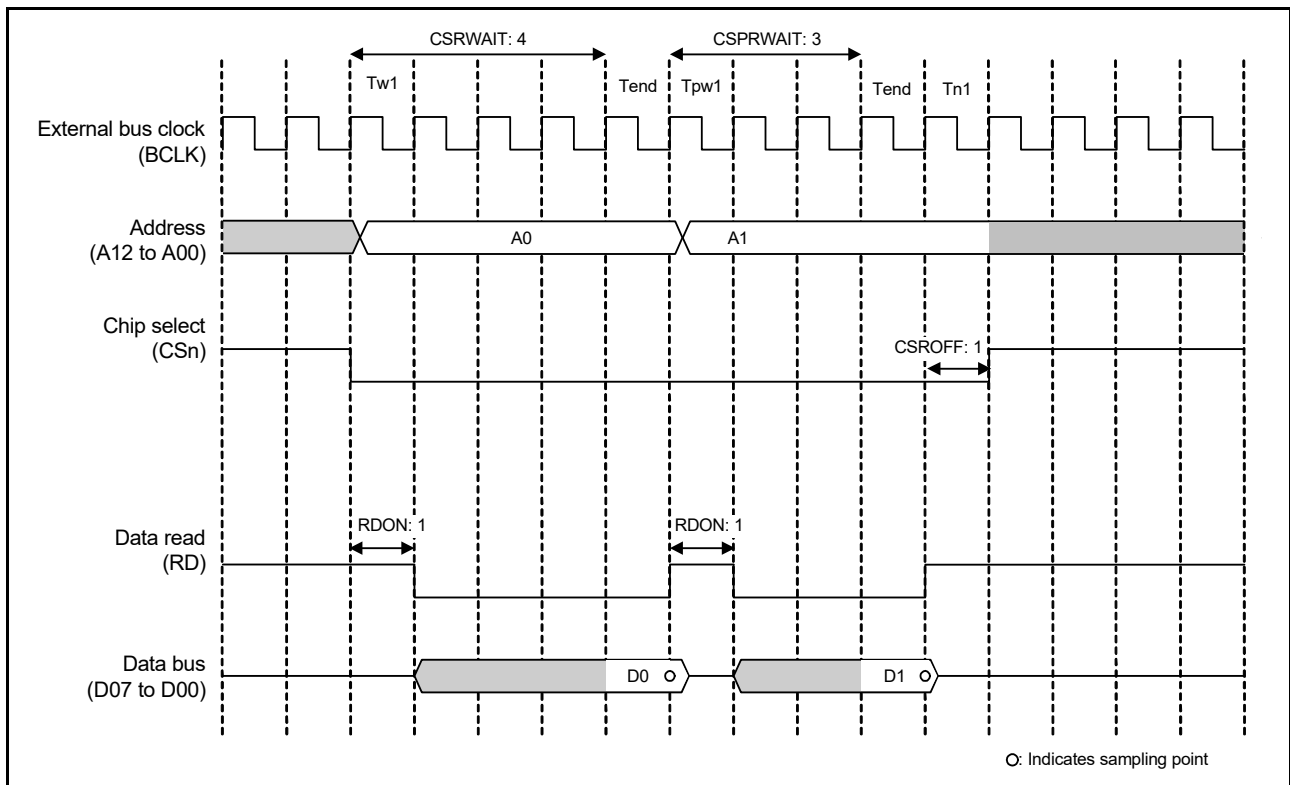 CSRWAIT: 4
CSPRWAIT: 3
Tw1
Tend
Tpw1
Tend
Tn1
External bus clock
(BCLK)
Address
(A12 to A00)
A0
A1
Chip select
(CSn)
CSROFF: 1
RDON: 1
RDON: 1
Data read
(RD)
Data bus
(D07 to D00)
D0
D1
O: Indicates sampling point